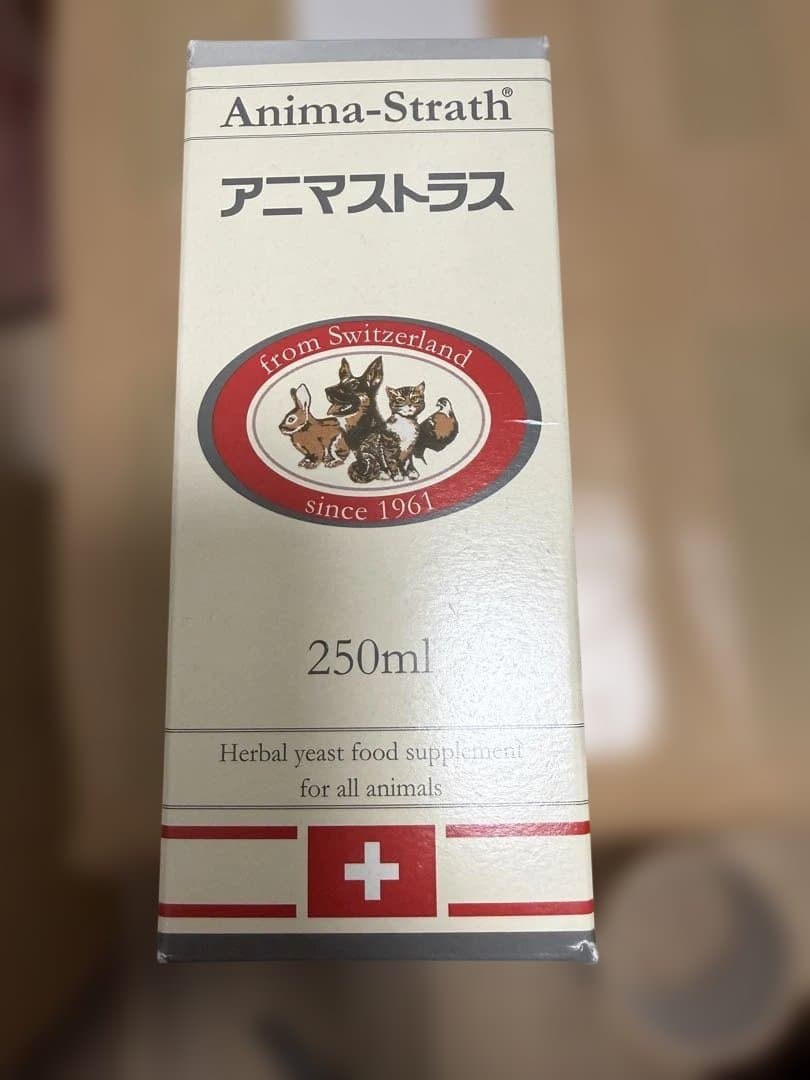 Anima-Strath®
アニマストラス
from Switzerland
since 1961
250ml
Herbal yeast food supplement
for all animals